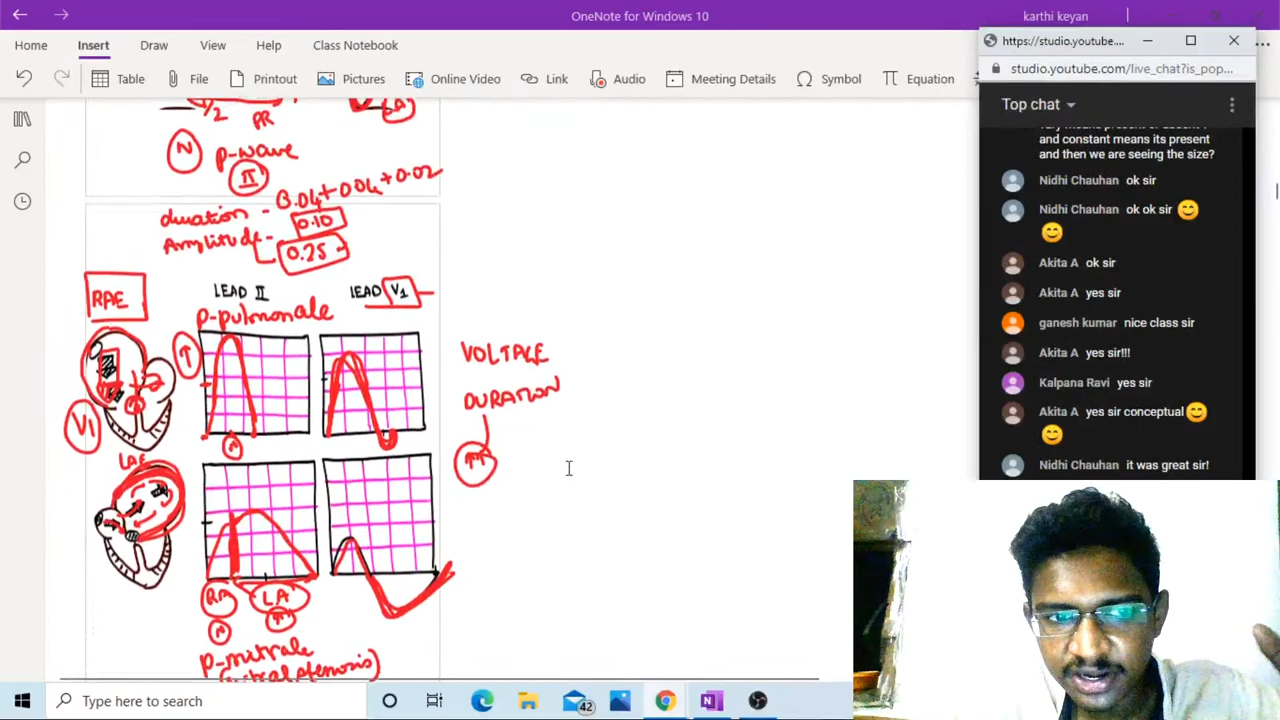 OneNote for Windows 10
karthi keyan
Home Insert Draw View Help Class Notebook
Table File Printout Pictures Online Video Link Audio Meeting Details Symbol Equation
https://studio.youtube....
studio.youtube.com/live_chat?is_pop...
Top chat
and constant means its present
and then we are seeing the size?
Nidhi Chauhan ok sir
Nidhi Chauhan ok ok sir 😊
😊
Akita A ok sir
Akita A yes sir
ganesh kumar nice class sir
Akita A yes sir!!!
Kalpana Ravi yes sir
Akita A yes sir conceptual 😊
😊
Nidhi Chauhan it was great sir!
PR
N p-wave
II
duration - 0.04+0.04+0.02
0.10
Amplitude-
0.25
RAE LEAD II LEAD V1
p-pulmonale
↑
VOLTAGE
DURATION
V1
N
↑↑
LAE
RA LA
N ↑↑
P-mitrale
(mitral stenosis)
Type here to search
42